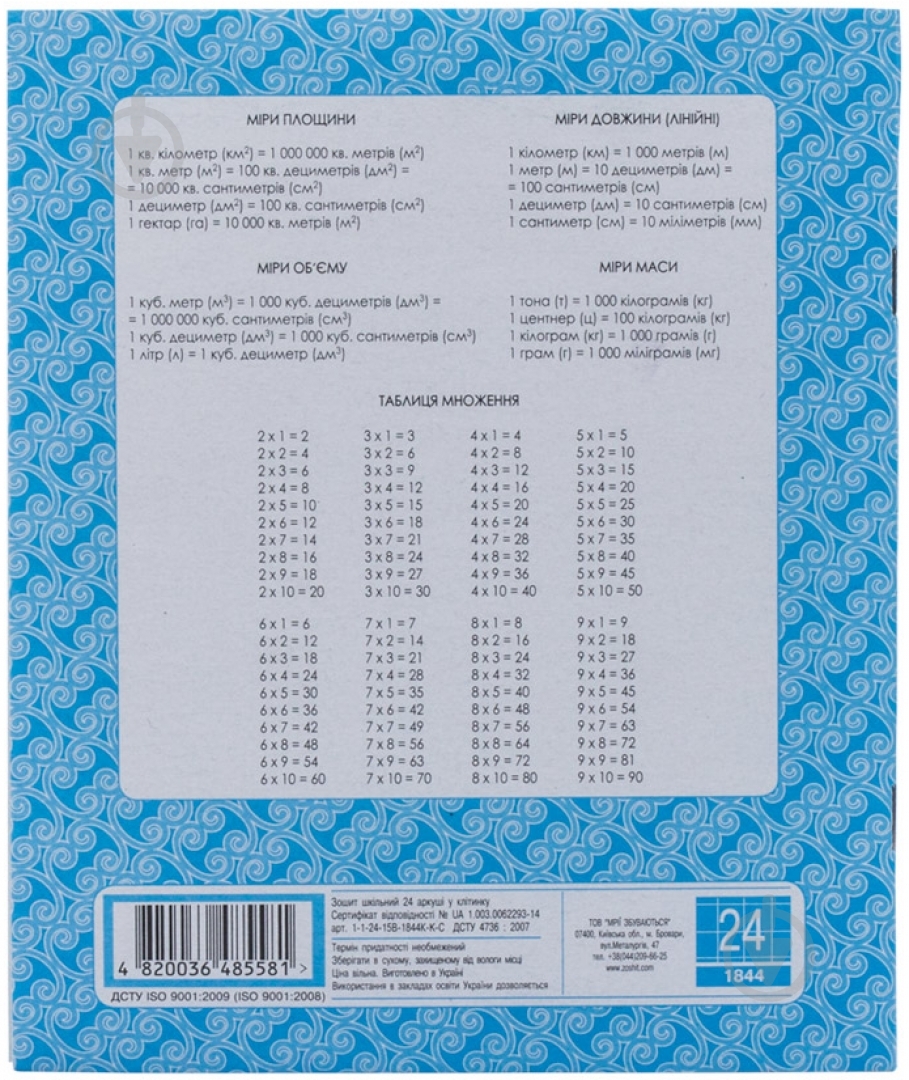 МІРИ ПЛОЩИНИ
1 кв. кілометр (км²) = 1 000 000 кв. метрів (м²)
1 кв. метр (м²) = 100 кв. дециметрів (дм²) =
= 10 000 кв. сантиметрів (см²)
1 дециметр (дм²) = 100 кв. сантиметрів (см²)
1 гектар (га) = 10 000 кв. метрів (м²)
МІРИ ДОВЖИНИ (ЛІНІЙНІ)
1 кілометр (км) = 1 000 метрів (м)
1 метр (м) = 10 дециметрів (дм) =
= 100 сантиметрів (см)
1 дециметр (дм) = 10 сантиметрів (см)
1 сантиметр (см) = 10 міліметрів (мм)
МІРИ ОБ'ЄМУ
1 куб. метр (м³) = 1 000 куб. дециметрів (дм³) =
= 1 000 000 куб. сантиметрів (см³)
1 куб. дециметр (дм³) = 1 000 куб. сантиметрів (см³)
1 літр (л) = 1 куб. дециметр (дм³)
МІРИ МАСИ
1 тона (т) = 1 000 кілограмів (кг)
1 центнер (ц) = 100 кілограмів (кг)
1 кілограм (кг) = 1 000 грамів (г)
1 грам (г) = 1 000 міліграмів (мг)
ТАБЛИЦЯ МНОЖЕННЯ
2 x 1 = 2 3 x 1 = 3 4 x 1 = 4 5 x 1 = 5
2 x 2 = 4 3 x 2 = 6 4 x 2 = 8 5 x 2 = 10
2 x 3 = 6 3 x 3 = 9 4 x 3 = 12 5 x 3 = 15
2 x 4 = 8 3 x 4 = 12 4 x 4 = 16 5 x 4 = 20
2 x 5 = 10 3 x 5 = 15 4 x 5 = 20 5 x 5 = 25
2 x 6 = 12 3 x 6 = 18 4 x 6 = 24 5 x 6 = 30
2 x 7 = 14 3 x 7 = 21 4 x 7 = 28 5 x 7 = 35
2 x 8 = 16 3 x 8 = 24 4 x 8 = 32 5 x 8 = 40
2 x 9 = 18 3 x 9 = 27 4 x 9 = 36 5 x 9 = 45
2 x 10 = 20 3 x 10 = 30 4 x 10 = 40 5 x 10 = 50
6 x 1 = 6 7 x 1 = 7 8 x 1 = 8 9 x 1 = 9
6 x 2 = 12 7 x 2 = 14 8 x 2 = 16 9 x 2 = 18
6 x 3 = 18 7 x 3 = 21 8 x 3 = 24 9 x 3 = 27
6 x 4 = 24 7 x 4 = 28 8 x 4 = 32 9 x 4 = 36
6 x 5 = 30 7 x 5 = 35 8 x 5 = 40 9 x 5 = 45
6 x 6 = 36 7 x 6 = 42 8 x 6 = 48 9 x 6 = 54
6 x 7 = 42 7 x 7 = 49 8 x 7 = 56 9 x 7 = 63
6 x 8 = 48 7 x 8 = 56 8 x 8 = 64 9 x 8 = 72
6 x 9 = 54 7 x 9 = 63 8 x 9 = 72 9 x 9 = 81
6 x 10 = 60 7 x 10 = 70 8 x 10 = 80 9 x 10 = 90
4 820036 485581 >
ДСТУ ISO 9001:2009 (ISO 9001:2008)
Зошит шкільний 24 аркуші у клітинку
Сертифікат відповідності № UA 1.003.0062293-14
арт. 1-1-24-15В-1844К-К-С ДСТУ 4736 : 2007
Термін придатності необмежений
Зберігати в сухому, захищеному від вологи місці
Ціна вільна. Виготовлено в Україні
Використання в закладах освіти України дозволяється
ТОВ "МРІЇ ЗБУВАЮТЬСЯ"
07400, Київська обл., м. Бровари,
вул.Металургів, 47
тел. +38(044)209-66-25
www.zoshit.com
24
1844